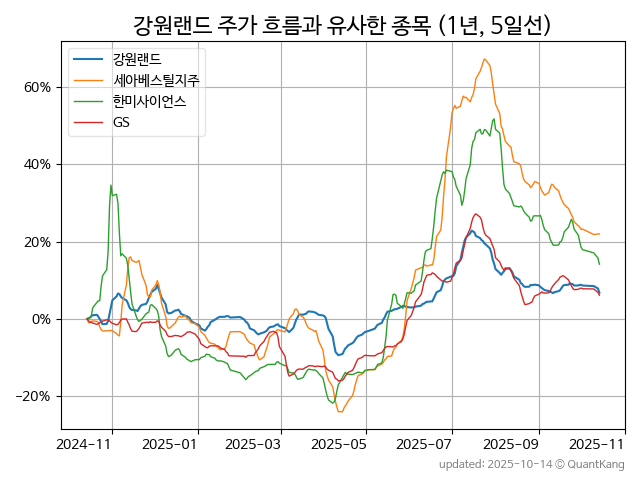 강원랜드 주가 흐름과 유사한 종목 (1년, 5일선)
강원랜드
세아베스틸지주
한미사이언스
GS
60%
40%
20%
0%
−20%
2024-11
2025-01
2025-03
2025-05
2025-07
2025-09
2025-11
updated: 2025-10-14 © QuantKang